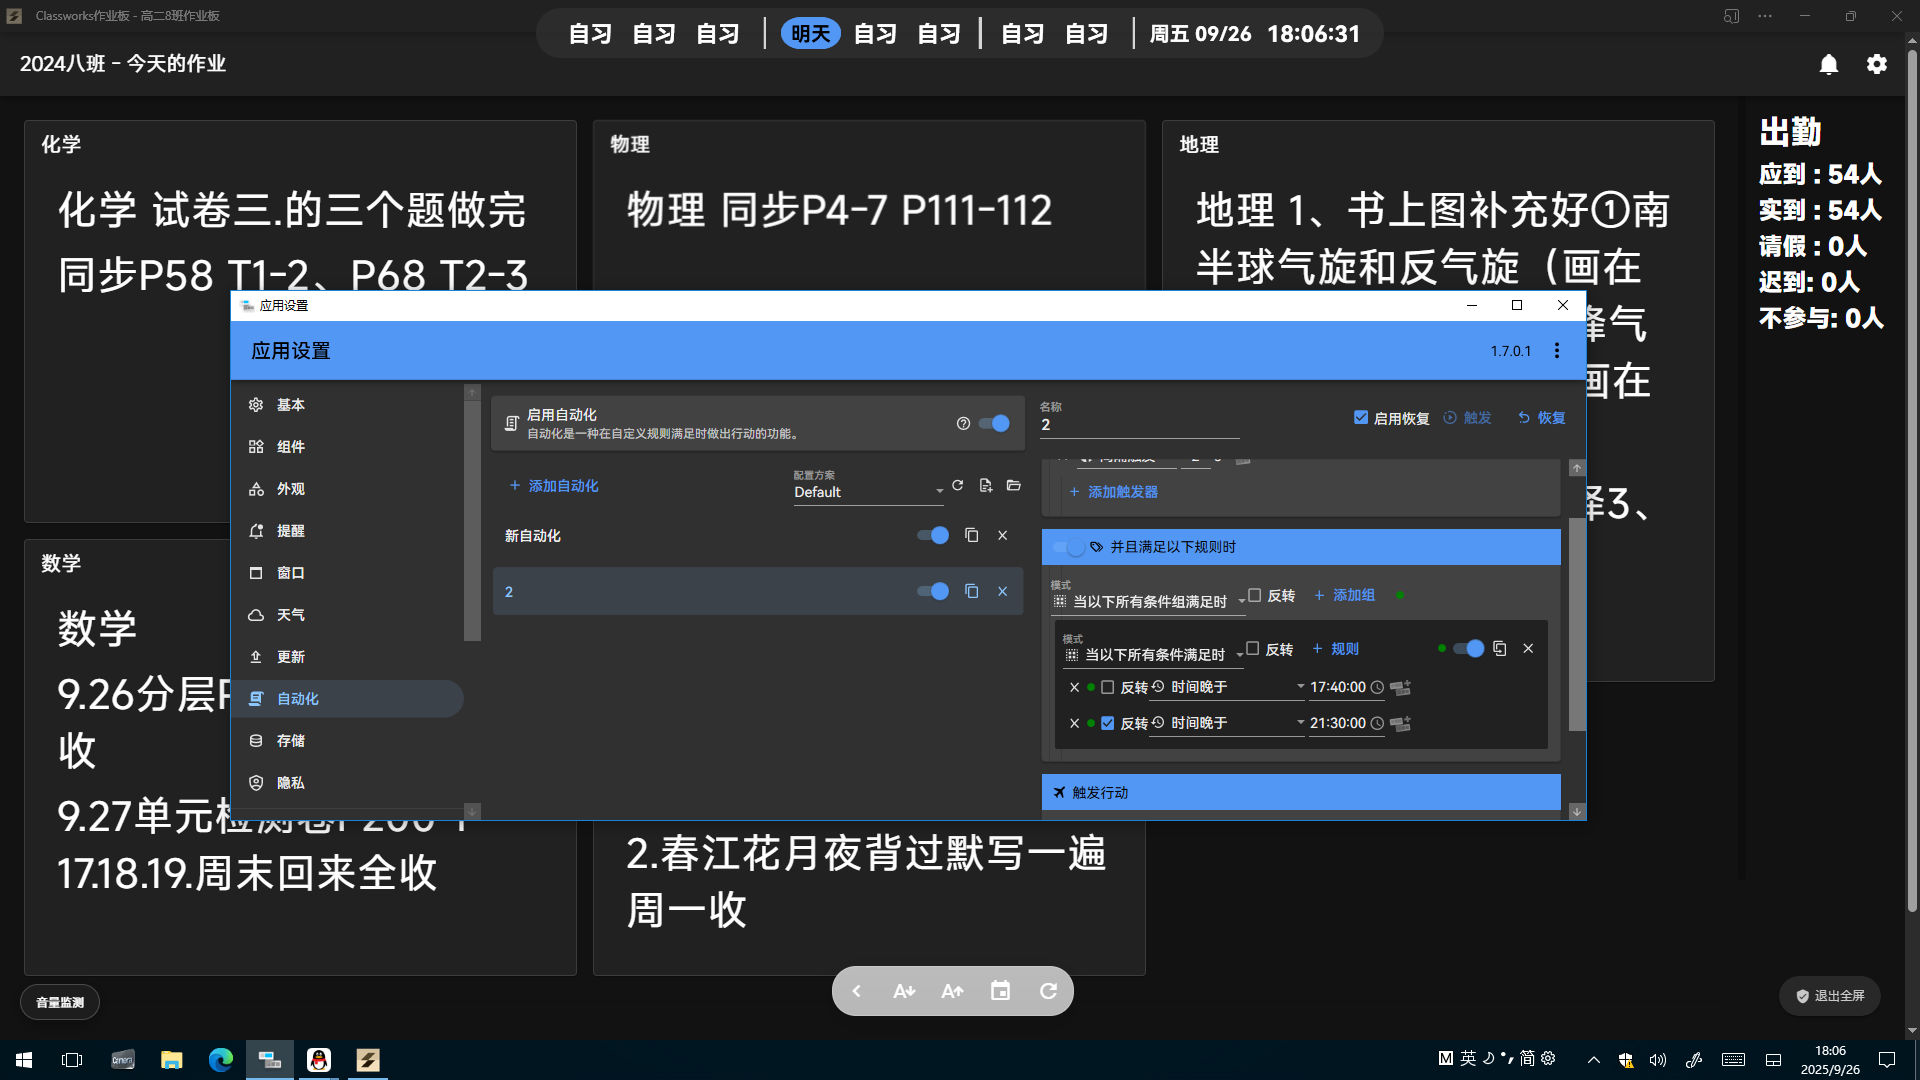 Classworks作业板 - 高二8班作业板
自习 自习 自习 明天 自习 自习 自习 自习 周五 09/26 18:06:31
2024八班 - 今天的作业
化学
化学 试卷三.的三个题做完
同步P58 T1-2、P68 T2-3
物理
物理 同步P4-7 P111-112
地理
地理 1、书上图补充好①南
半球气旋和反气旋（画在
锋气
画在
3、
出勤
应到 : 54人
实到 : 54人
请假 : 0人
迟到: 0人
不参与: 0人
应用设置
应用设置
1.7.0.1
基本
组件
外观
提醒
窗口
天气
更新
自动化
存储
隐私
启用自动化
自动化是一种在自定义规则满足时做出行动的功能。
添加自动化
配置方案
Default
新自动化
2
名称
2
启用恢复 触发 恢复
添加触发器
并且满足以下规则时
模式
当以下所有条件组满足时 反转 添加组
模式
当以下所有条件满足时 反转 规则
反转 时间晚于 17:40:00
反转 时间晚于 21:30:00
触发行动
数学
数学
9.26分层
收
9.27单元检测卷P200 T
17.18.19.周末回来全收
2.春江花月夜背过默写一遍
周一收
音量监测
退出全屏
M 英 简
18:06
2025/9/26